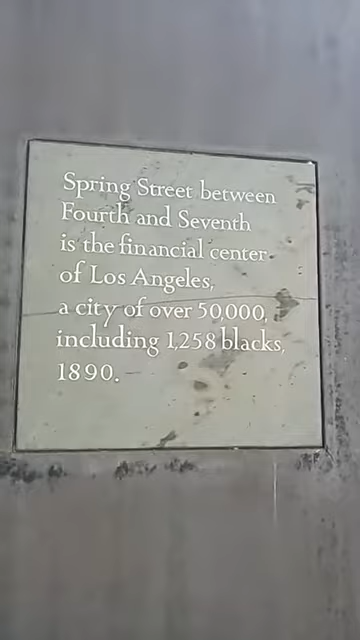 Spring Street between
Fourth and Seventh
is the financial center
of Los Angeles,
a city of over 50,000,
including 1,258 blacks,
1890.